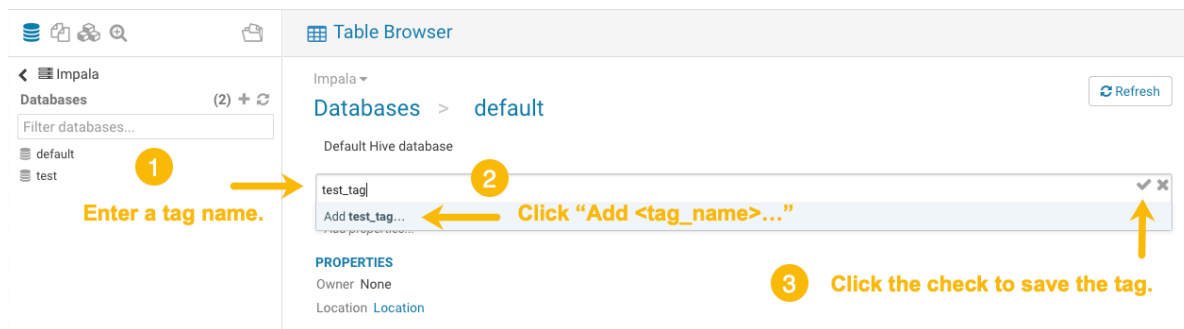 Table Browser
Impala
Databases (2)
Filter databases...
default
test
Impala
Databases > default
Refresh
Default Hive database
1
Enter a tag name.
test_tag
2
Add test_tag...
Click “Add <tag_name>...”
Add properties...
3
Click the check to save the tag.
PROPERTIES
Owner None
Location Location